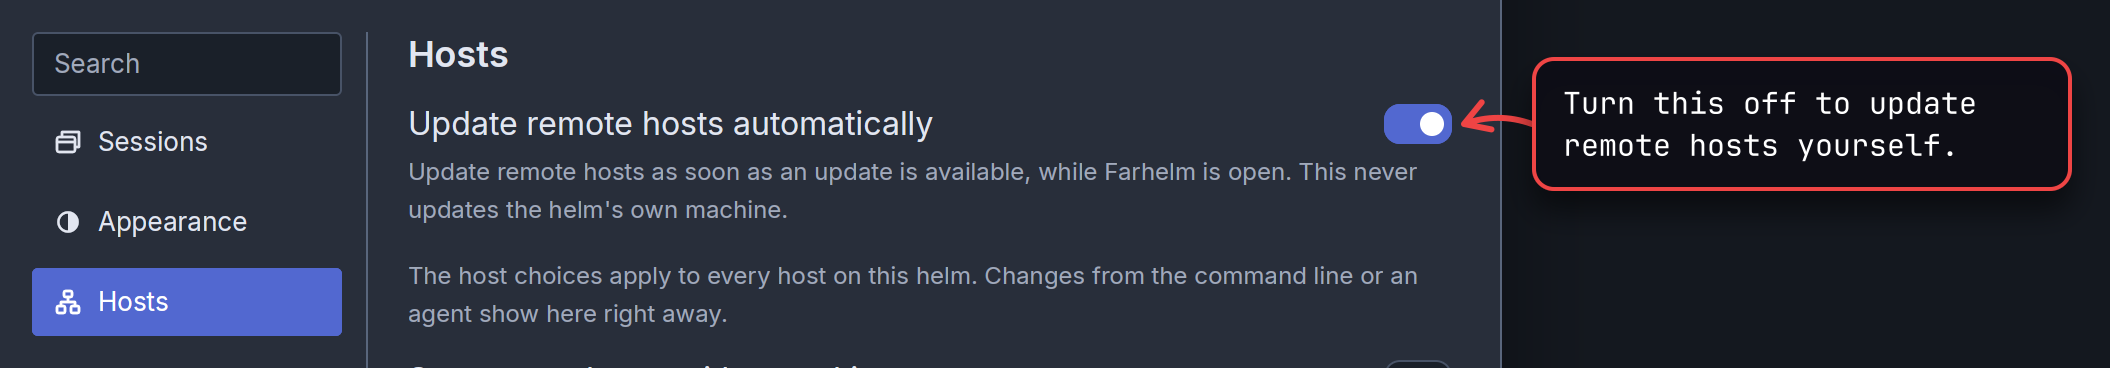 Search
Sessions
Appearance
Hosts
Hosts
Update remote hosts automatically
Update remote hosts as soon as an update is available, while Farhelm is open. This never
updates the helm's own machine.
The host choices apply to every host on this helm. Changes from the command line or an
agent show here right away.
Turn this off to update
remote hosts yourself.